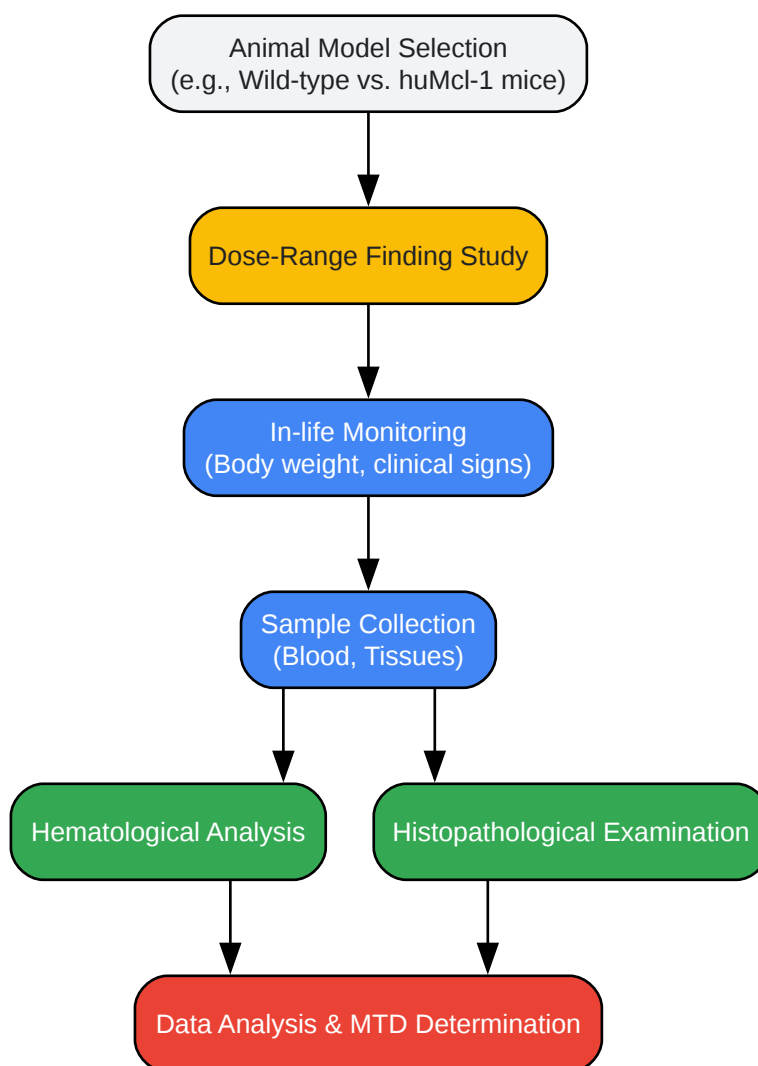 Animal Model Selection
(e.g., Wild-type vs. huMcl-1 mice)
Dose-Range Finding Study
In-life Monitoring
(Body weight, clinical signs)
Sample Collection
(Blood, Tissues)
Hematological Analysis
Histopathological Examination
Data Analysis & MTD Determination